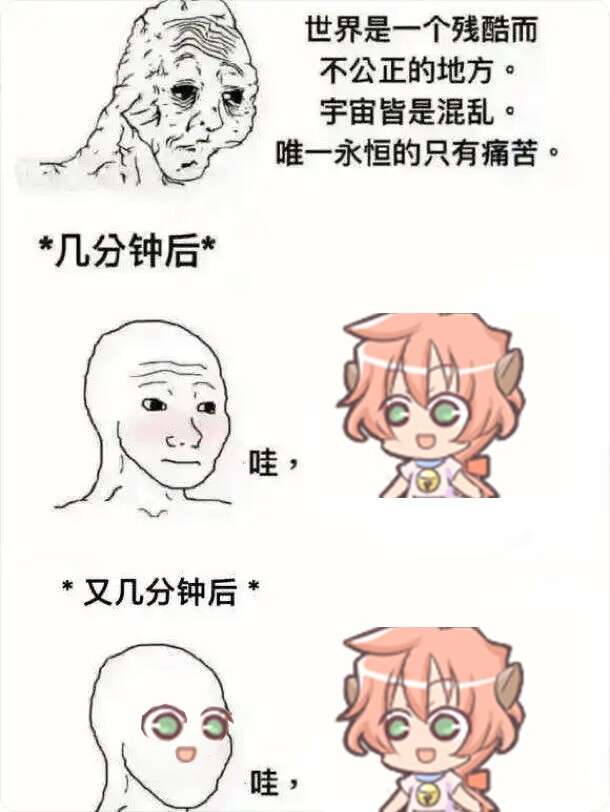 世界是一个残酷而
不公正的地方。
宇宙皆是混乱。
唯一永恒的只有痛苦。
*几分钟后*
哇，
* 又几分钟后 *
哇，